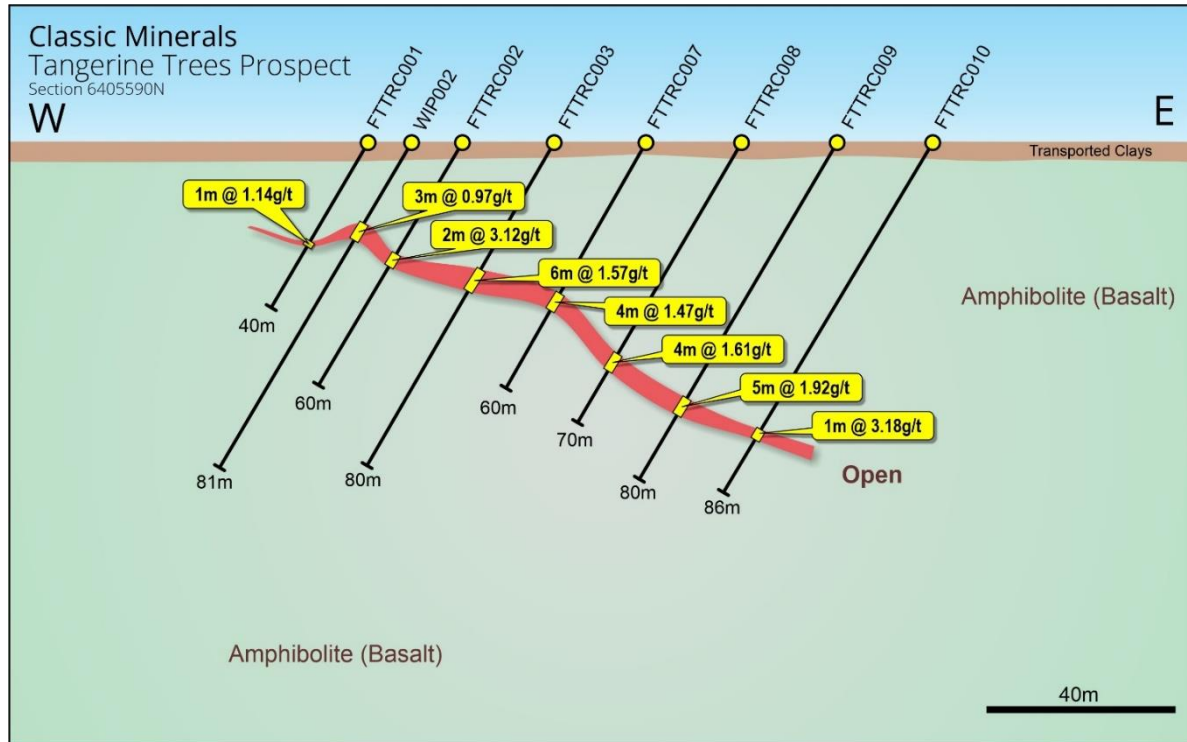 Classic Minerals
Tangerine Trees Prospect
Section 6405590N
W
E
FTTRC001
WIP002
FTTRC002
FTTRC003
FTTRC007
FTTRC008
FTTRC009
FTTRC010
Transported Clays
1m @ 1.14g/t
3m @ 0.97g/t
2m @ 3.12g/t
6m @ 1.57g/t
4m @ 1.47g/t
4m @ 1.61g/t
5m @ 1.92g/t
1m @ 3.18g/t
Amphibolite (Basalt)
40m
60m
60m
70m
81m
80m
80m
86m
Open
Amphibolite (Basalt)
40m